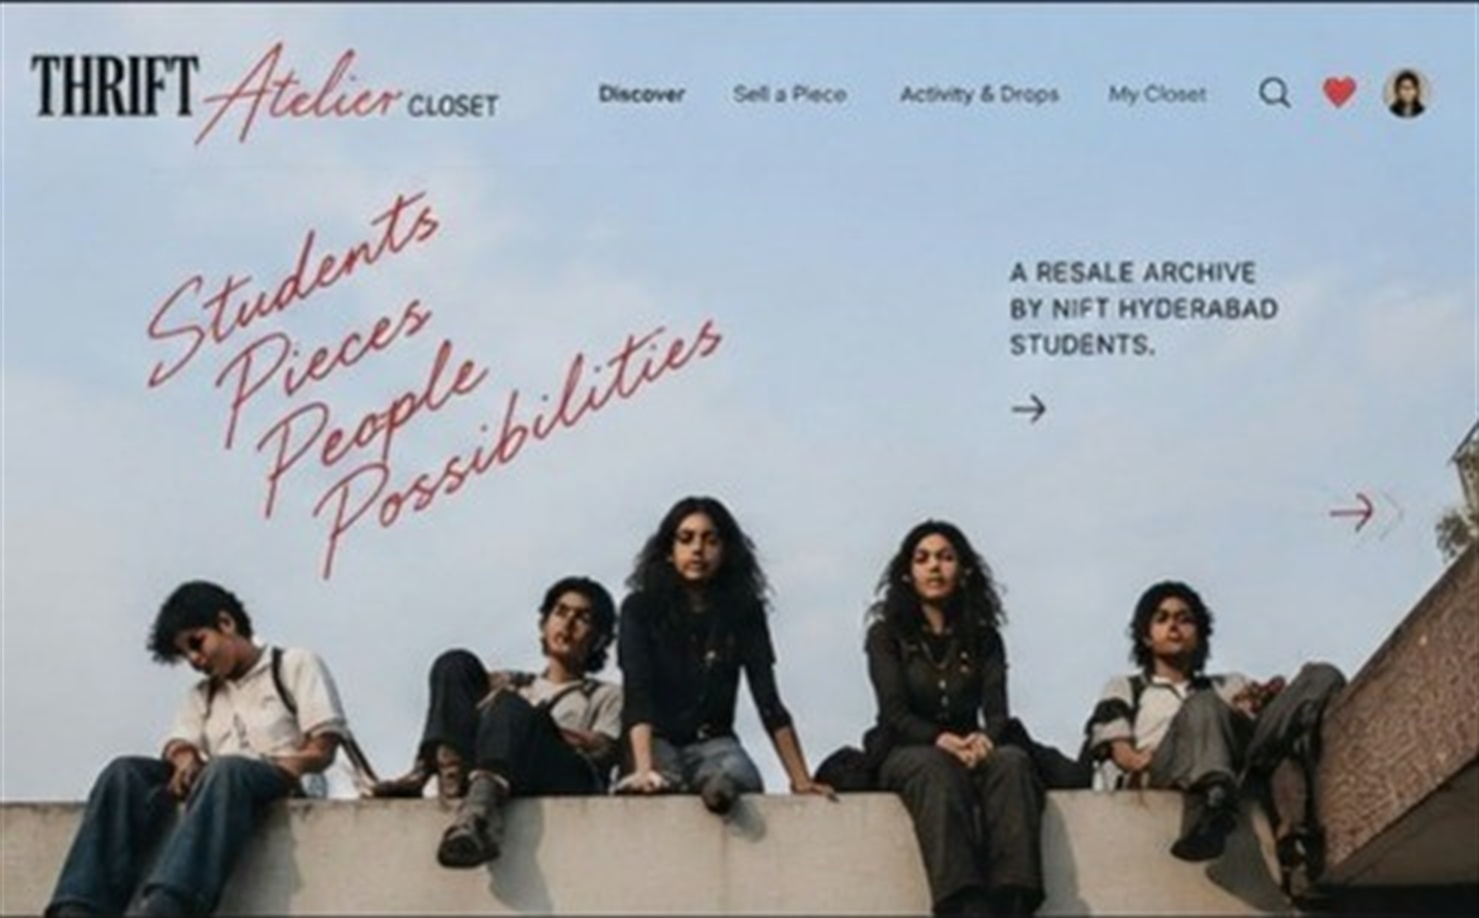 THRIFT Atelier CLOSET
Discover Sell a Piece Activity & Drops My Closet
Students
Pieces
People
Possibilities
A RESALE ARCHIVE
BY NIFT HYDERABAD
STUDENTS.